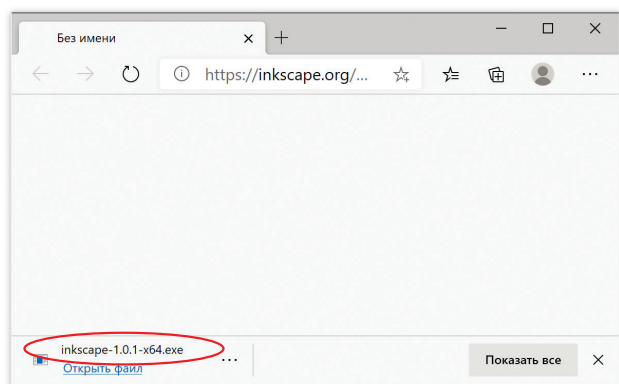 Без имени
https://inkscape.org/...
inkscape-1.0.1-x64.exe
Открыть файл
Показать все